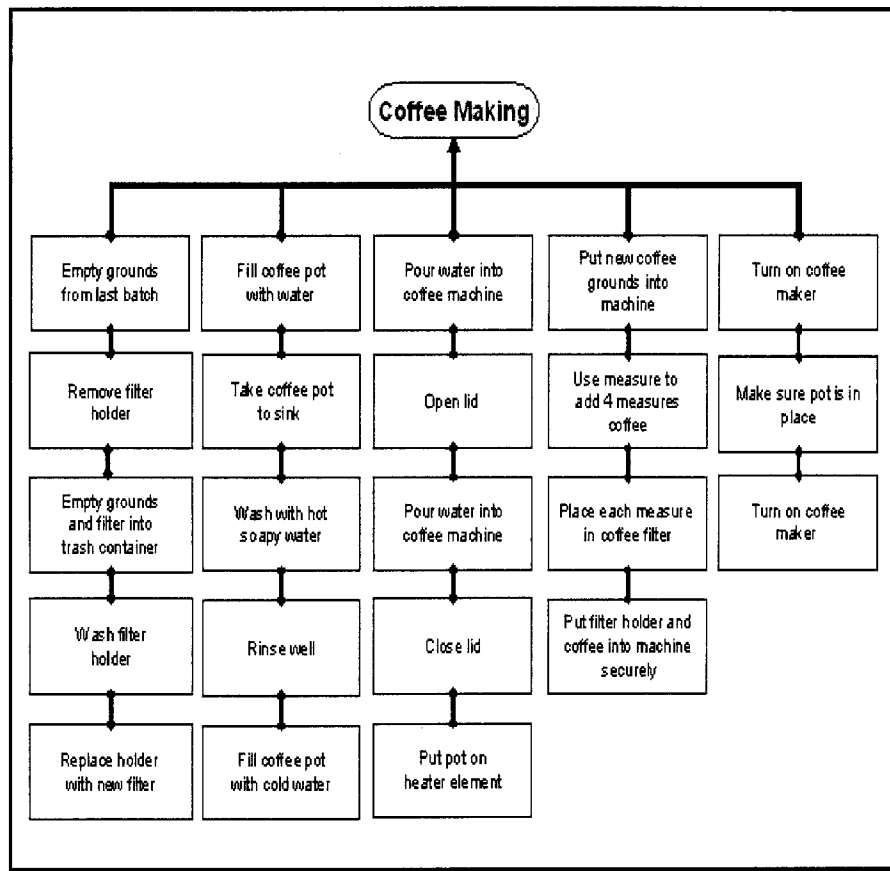 Coffee Making
Empty grounds
from last batch
Fill coffee pot
with water
Pour water into
coffee machine
Put new coffee
grounds into
machine
Turn on coffee
maker
Remove filter
holder
Take coffee pot
to sink
Open lid
Use measure to
add 4 measures
coffee
Make sure pot is in
place
Empty grounds
and filter into
trash container
Wash with hot
soapy water
Pour water into
coffee machine
Place each measure
in coffee filter
Turn on coffee
maker
Wash filter
holder
Rinse well
Close lid
Put filter holder and
coffee into machine
securely
Replace holder
with new filter
Fill coffee pot
with cold water
Put pot on
heater element